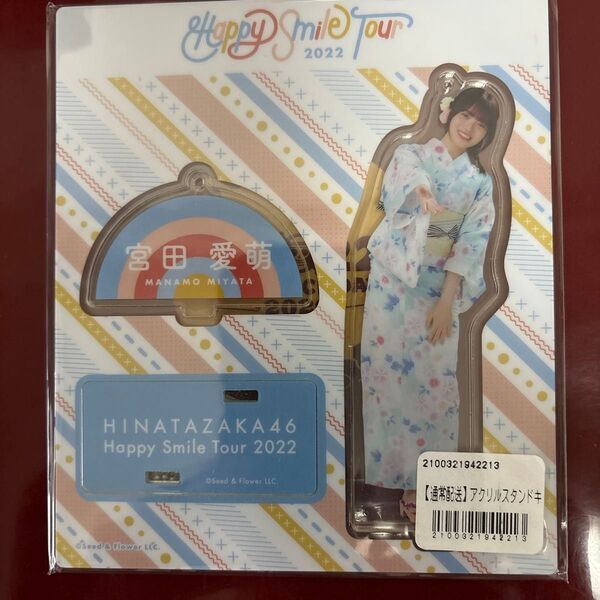 Happy Smile Tour
2022
宮田 愛萌
MANAMO MIYATA
HINATAZAKA46
Happy Smile Tour 2022
©Seed & Flower LLC.
2100321942213
【通常配送】アクリルスタンドキ
2100321942213
©Seed & Flower LLC.